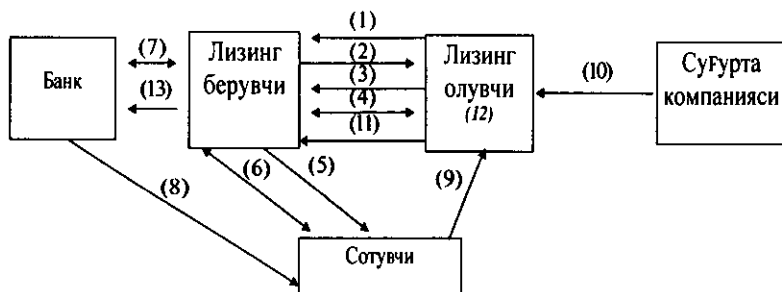 Банк
(7)
(13)
Лизинг
берувчи
(1)
(2)
(3)
(4)
(11)
Лизинг
олувчи
(12)
(10)
Суғурта
компанияси
(8)
(6)
(5)
(9)
Сотувчи